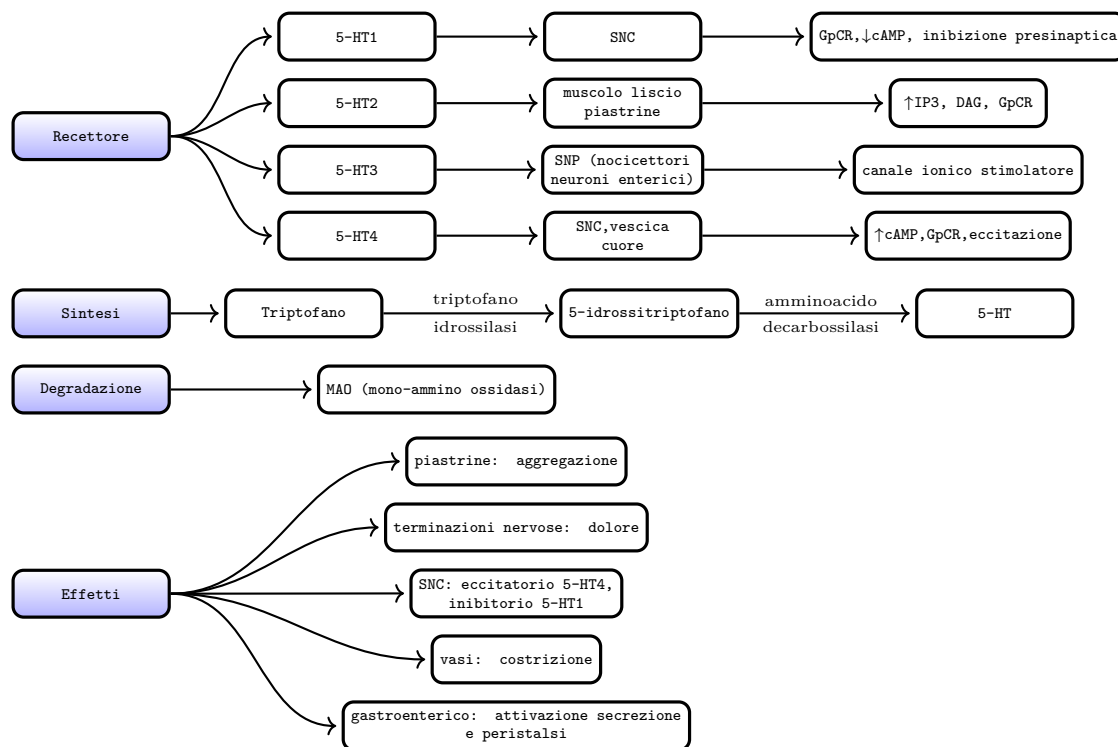 5-HT1
SNC
GpCR,↓cAMP, inibizione presinaptica
5-HT2
muscolo liscio
piastrine
↑IP3, DAG, GpCR
Recettore
5-HT3
SNP (nocicettori
neuroni enterici)
canale ionico stimolatore
5-HT4
SNC,vescica
cuore
↑cAMP,GpCR,eccitazione
Sintesi
Triptofano
triptofano
idrossilasi
5-idrossitriptofano
amminoacido
decarbossilasi
5-HT
Degradazione
MAO (mono-ammino ossidasi)
piastrine: aggregazione
terminazioni nervose: dolore
Effetti
SNC: eccitatorio 5-HT4,
inibitorio 5-HT1
vasi: costrizione
gastroenterico: attivazione secrezione
e peristalsi